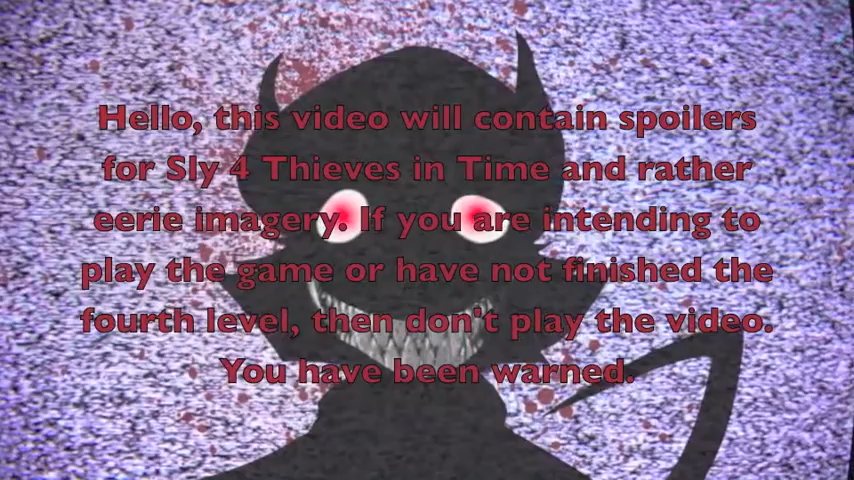 Hello, this video will contain spoilers
for Sly 4 Thieves in Time and rather
eerie imagery. If you are intending to
play the game or have not finished the
fourth level, then don't play the video.
You have been warned.